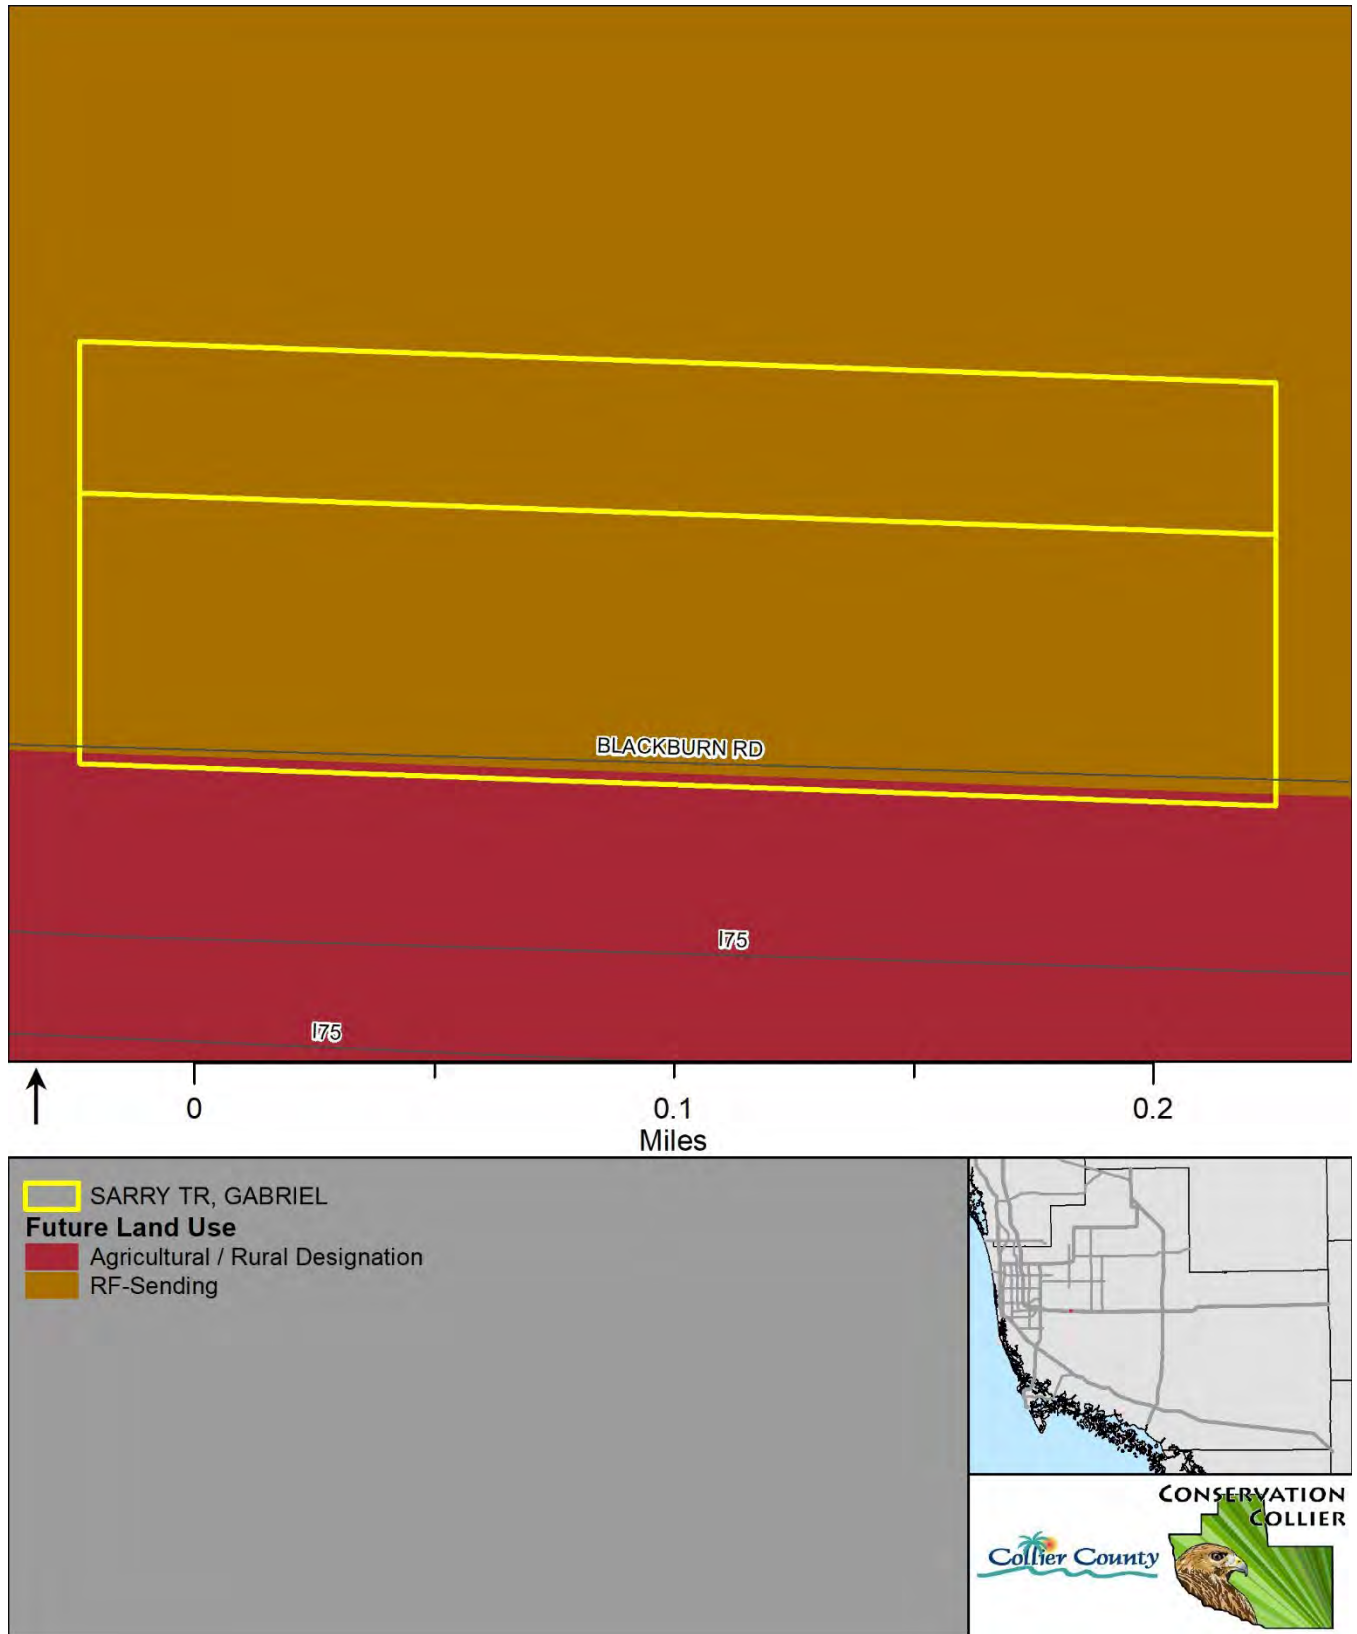 BLACKBURN RD
I75
I75
0 0.1 0.2
Miles
SARRY TR, GABRIEL
Future Land Use
Agricultural / Rural Designation
RF-Sending
CONSERVATION
COLLIER
Collier County